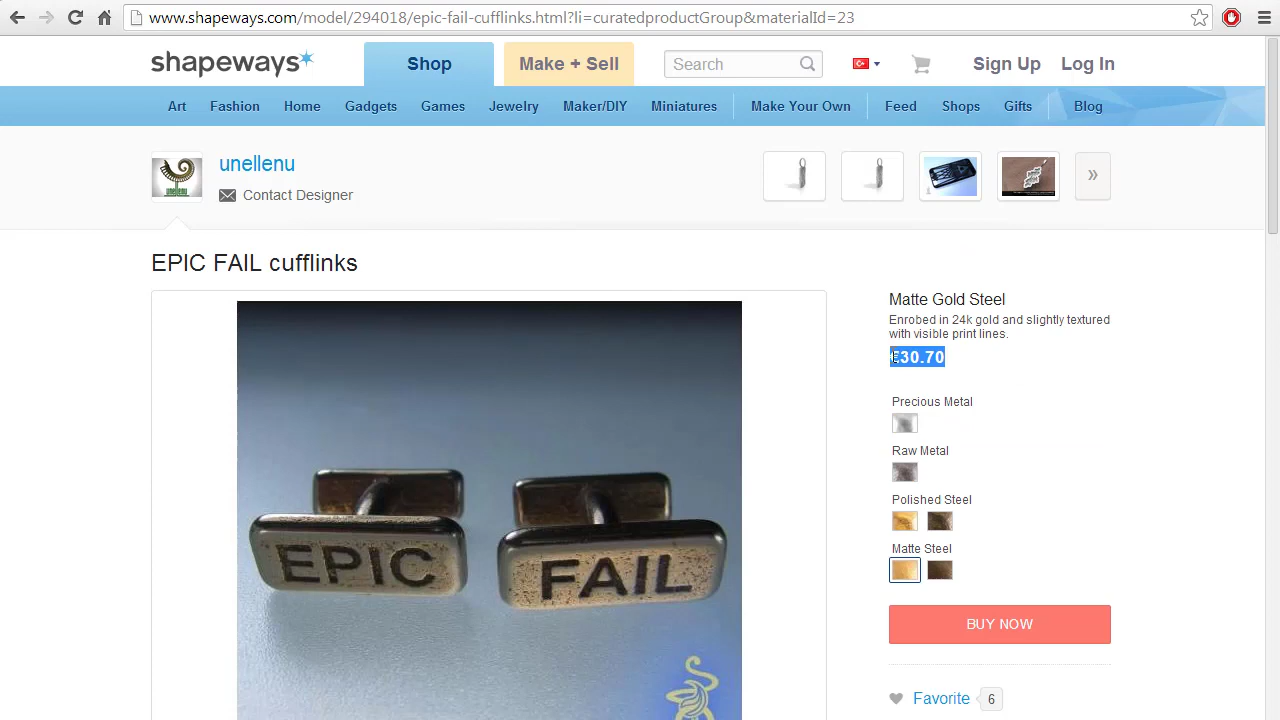 www.shapeways.com/model/294018/epic-fail-cufflinks.html?li=curatedproductGroup&materialId=23
shapeways
Shop
Make + Sell
Search
Sign Up
Log In
Art
Fashion
Home
Gadgets
Games
Jewelry
Maker/DIY
Miniatures
Make Your Own
Feed
Shops
Gifts
Blog
unellenu
Contact Designer
»
EPIC FAIL cufflinks
Matte Gold Steel
Enrobed in 24k gold and slightly textured
with visible print lines.
€30.70
Precious Metal
Raw Metal
Polished Steel
Matte Steel
BUY NOW
Favorite
6
EPIC
FAIL